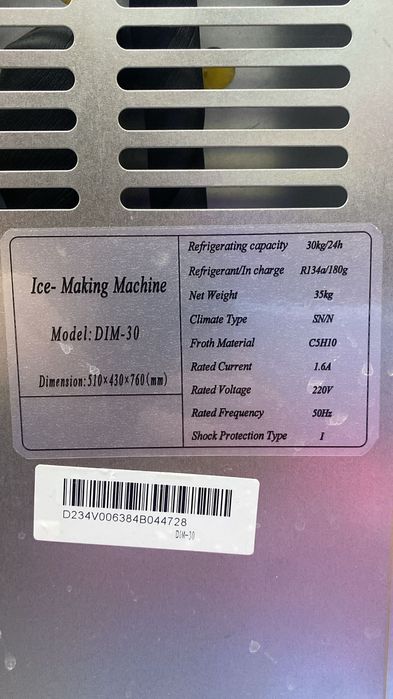 Ice- Making Machine
Model: DIM-30
Dimension: 510×430×760(mm)
Refrigerating capacity 30kg/24h
Refrigerant/In charge R134a/180g
Net Weight 35kg
Climate Type SN/N
Froth Material C5H10
Rated Current 1.6A
Rated Voltage 220V
Rated Frequency 50Hz
Shock Protection Type I
D234V006384B044728
DIM-30